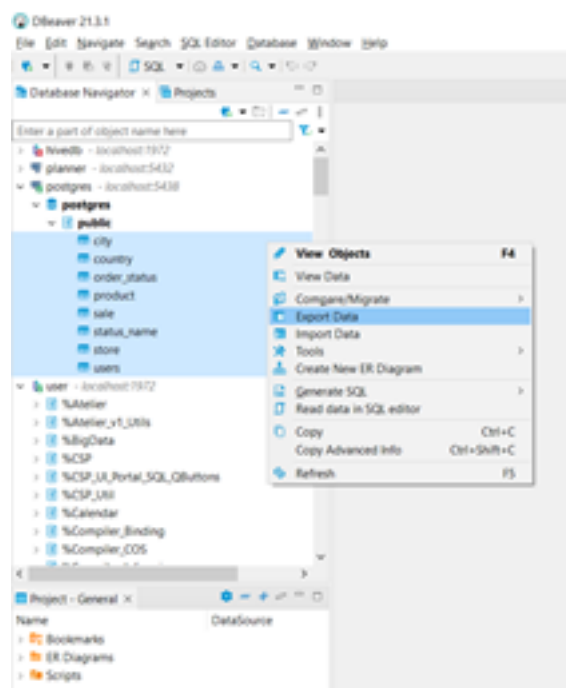 DBeaver 21.3.1
File Edit Navigate Search SQL Editor Database Window Help
SQL
Database Navigator × Projects
Enter a part of object name here
hivedb - localhost:1972
planner - localhost:5432
postgres - localhost:5438
postgres
public
city
country
order_status
product
sale
status_name
store
users
View Objects F4
View Data
Compare/Migrate
Export Data
Import Data
Tools
Create New ER Diagram
Generate SQL
Read data in SQL editor
Copy Ctrl+C
Copy Advanced Info Ctrl+Shift+C
Refresh F5
user - localhost:1972
%Atelier
%Atelier_v1_Utils
%BigData
%CSP
%CSP_UI_Portal_SQL_QButtons
%CSP_Util
%Calendar
%Compiler_Binding
%Compiler_COS
Project - General ×
Name DataSource
Bookmarks
ER Diagrams
Scripts